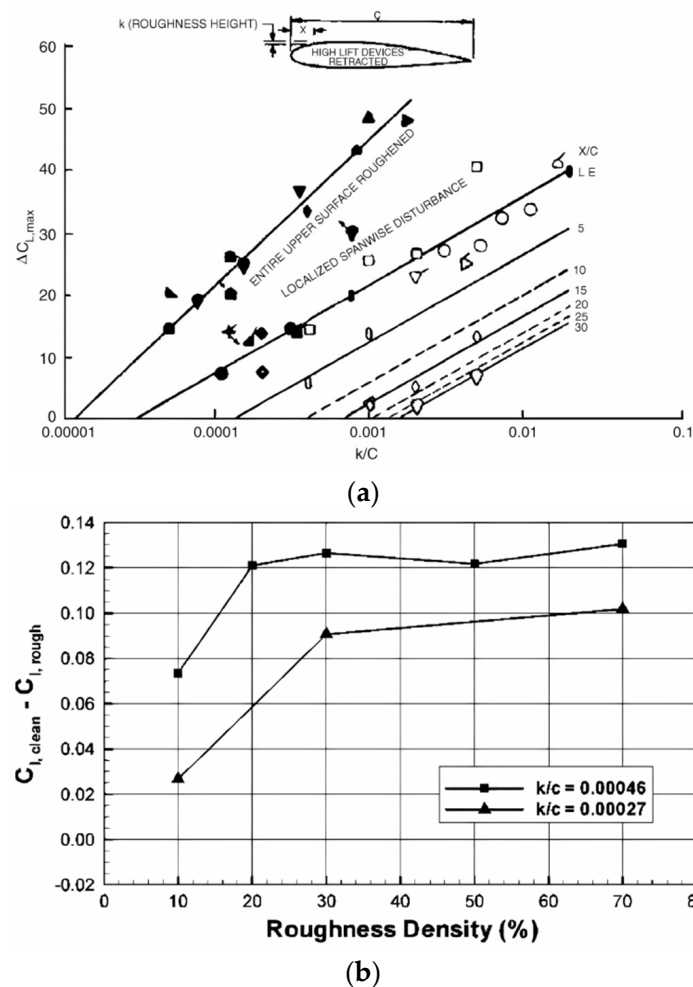 k (ROUGHNESS HEIGHT)
X
C
HIGH LIFT DEVICES
RETRACTED
60
50
40
30
20
10
0
ΔC_L,max
ENTIRE UPPER SURFACE ROUGHENED
LOCALIZED SPANWISE DISTURBANCE
X/C
L E
5
10
15
20
25
30
0.00001
0.0001
0.001
0.01
0.1
k/C
(a)
0.14
0.12
0.10
0.08
0.06
0.04
0.02
0.00
-0.02
C_l, clean - C_l, rough
k/c = 0.00046
k/c = 0.00027
0 10 20 30 40 50 60 70
Roughness Density (%)
(b)